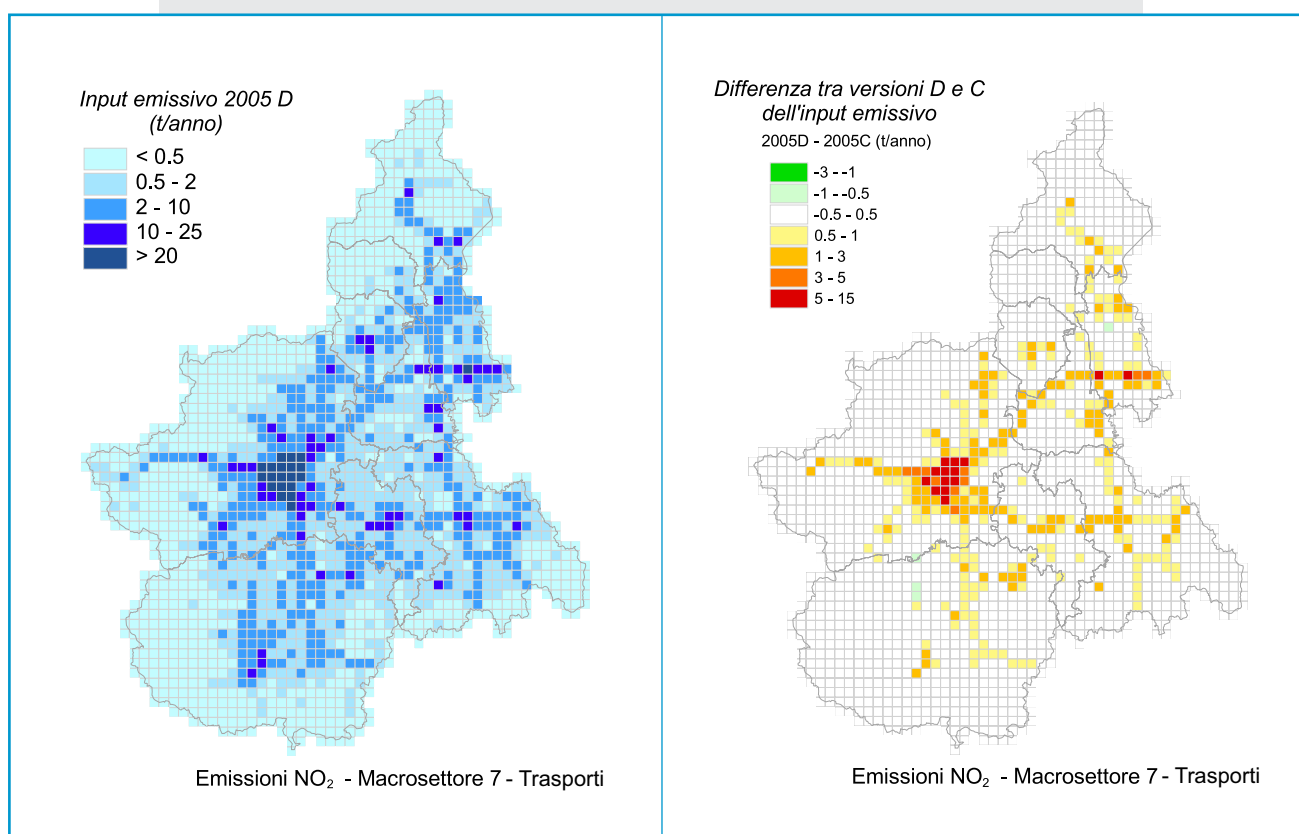 Input emissivo 2005 D
(t/anno)
< 0.5
0.5 - 2
2 - 10
10 - 25
> 20
Emissioni NO₂ - Macrosettore 7 - Trasporti
Differenza tra versioni D e C
dell'input emissivo
2005D - 2005C (t/anno)
-3 --1
-1 --0.5
-0.5 - 0.5
0.5 - 1
1 - 3
3 - 5
5 - 15
Emissioni NO₂ - Macrosettore 7 - Trasporti